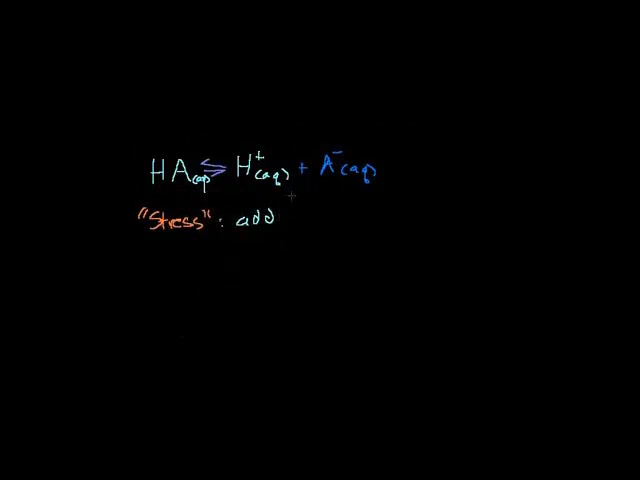 HA(aq) ⇌ H⁺(aq) + A⁻(aq)
"Stress": add